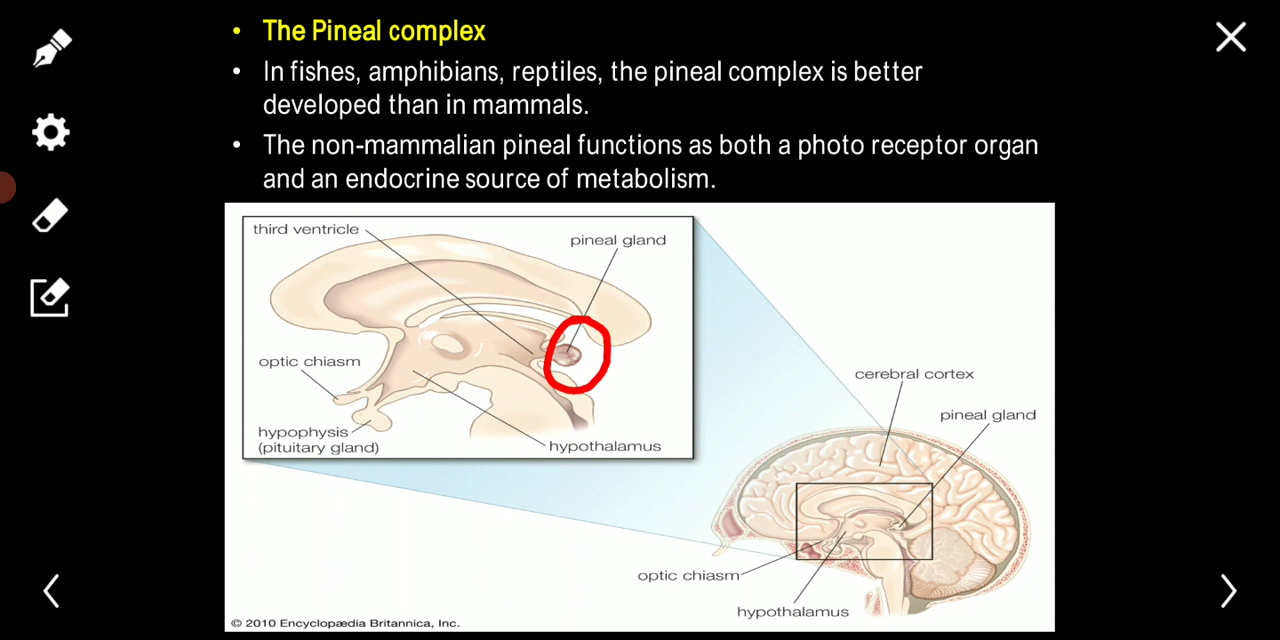 • The Pineal complex
• In fishes, amphibians, reptiles, the pineal complex is better
developed than in mammals.
• The non-mammalian pineal functions as both a photo receptor organ
and an endocrine source of metabolism.
third ventricle
pineal gland
optic chiasm
hypophysis
(pituitary gland)
hypothalamus
cerebral cortex
pineal gland
optic chiasm
hypothalamus
© 2010 Encyclopædia Britannica, Inc.